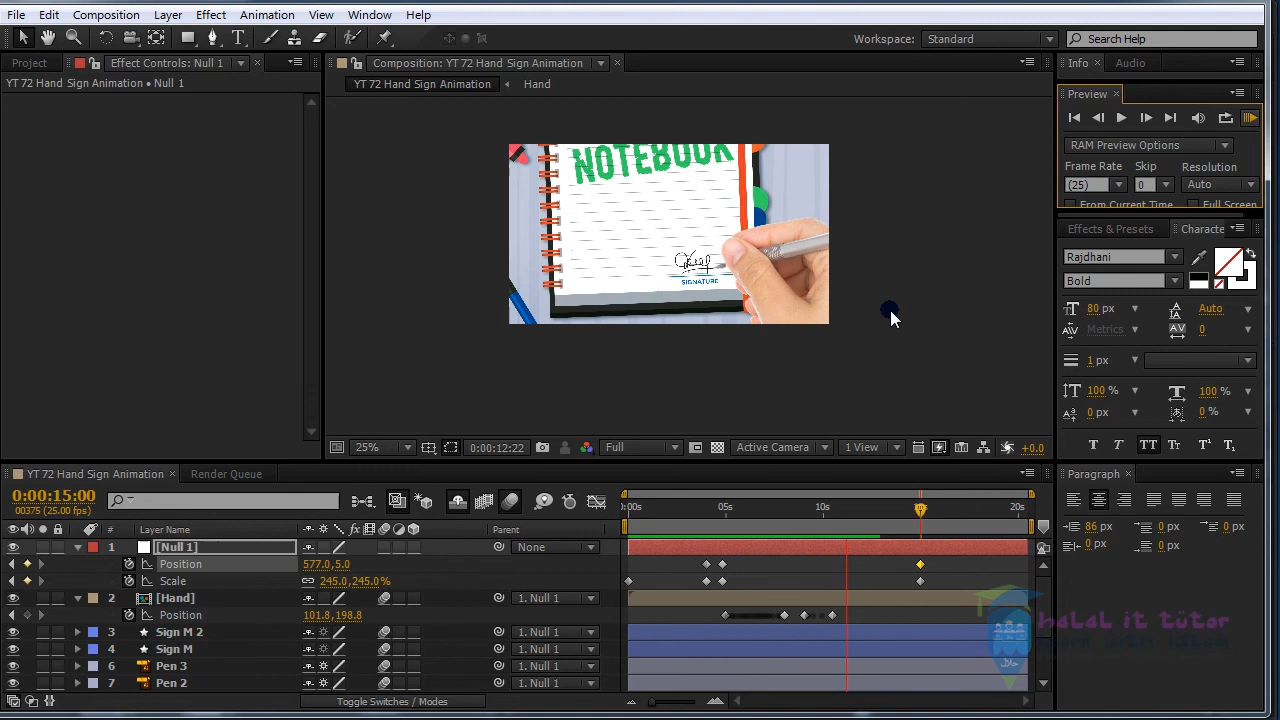 File Edit Composition Layer Effect Animation View Window Help
Workspace: Standard Search Help
Project Effect Controls: Null 1 Composition: YT 72 Hand Sign Animation Info Audio
YT 72 Hand Sign Animation • Null 1 YT 72 Hand Sign Animation Hand
Preview
RAM Preview Options
Frame Rate Skip Resolution
(25) 0 Auto
From Current Time Full Screen
NOTEBOOK
SIGNATURE
Effects & Presets Characte
Rajdhani
Bold
80 px Auto
Metrics 0
1 px
100 % 100 %
0 px 0 %
25% 0:00:12:22 Full Active Camera 1 View +0.0
T T TT Tr T¹ T₁
YT 72 Hand Sign Animation Render Queue Paragraph
0:00:15:00
00375 (25.00 fps)
:00s 05s 10s 20s
# Layer Name Parent
86 px 0 px 0 px
0 px 0 px
1 [Null 1] None
Position 577.0,5.0
Scale 245.0,245.0%
2 [Hand] 1. Null 1
Position 101.8,198.8
3 Sign M 2 1. Null 1
4 Sign M 1. Null 1
6 Pen 3 1. Null 1
7 Pen 2 1. Null 1
Toggle Switches / Modes
halal it tutor
learn with salam
حلال